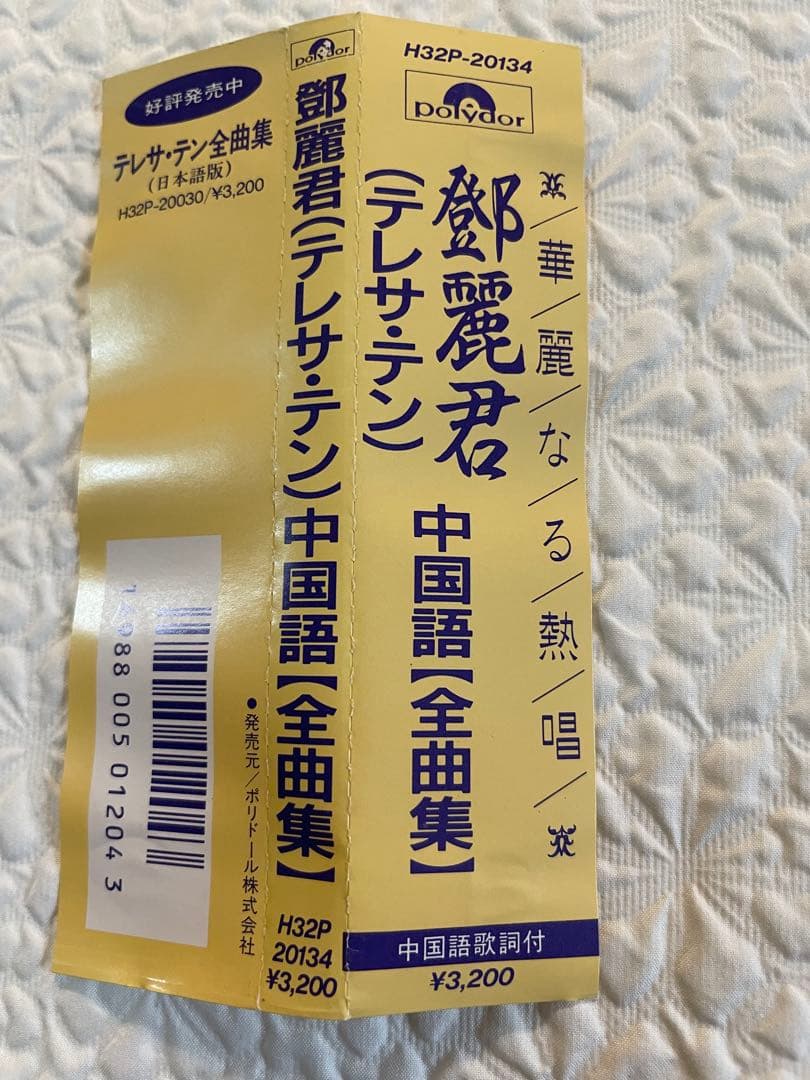 H32P-20134
polydor
華/麗/な/る/熱/唱
鄧麗君
(テレサ・テン)
中国語【全曲集】
中国語歌詞付
¥3,200
polydor
鄧麗君(テレサ・テン)中国語【全曲集】
H32P
20134
¥3,200
好評発売中
テレサ・テン全曲集
(日本語版)
H32P-20030/¥3,200
●発売元/ポリドール株式会社
4988 005 01204 3